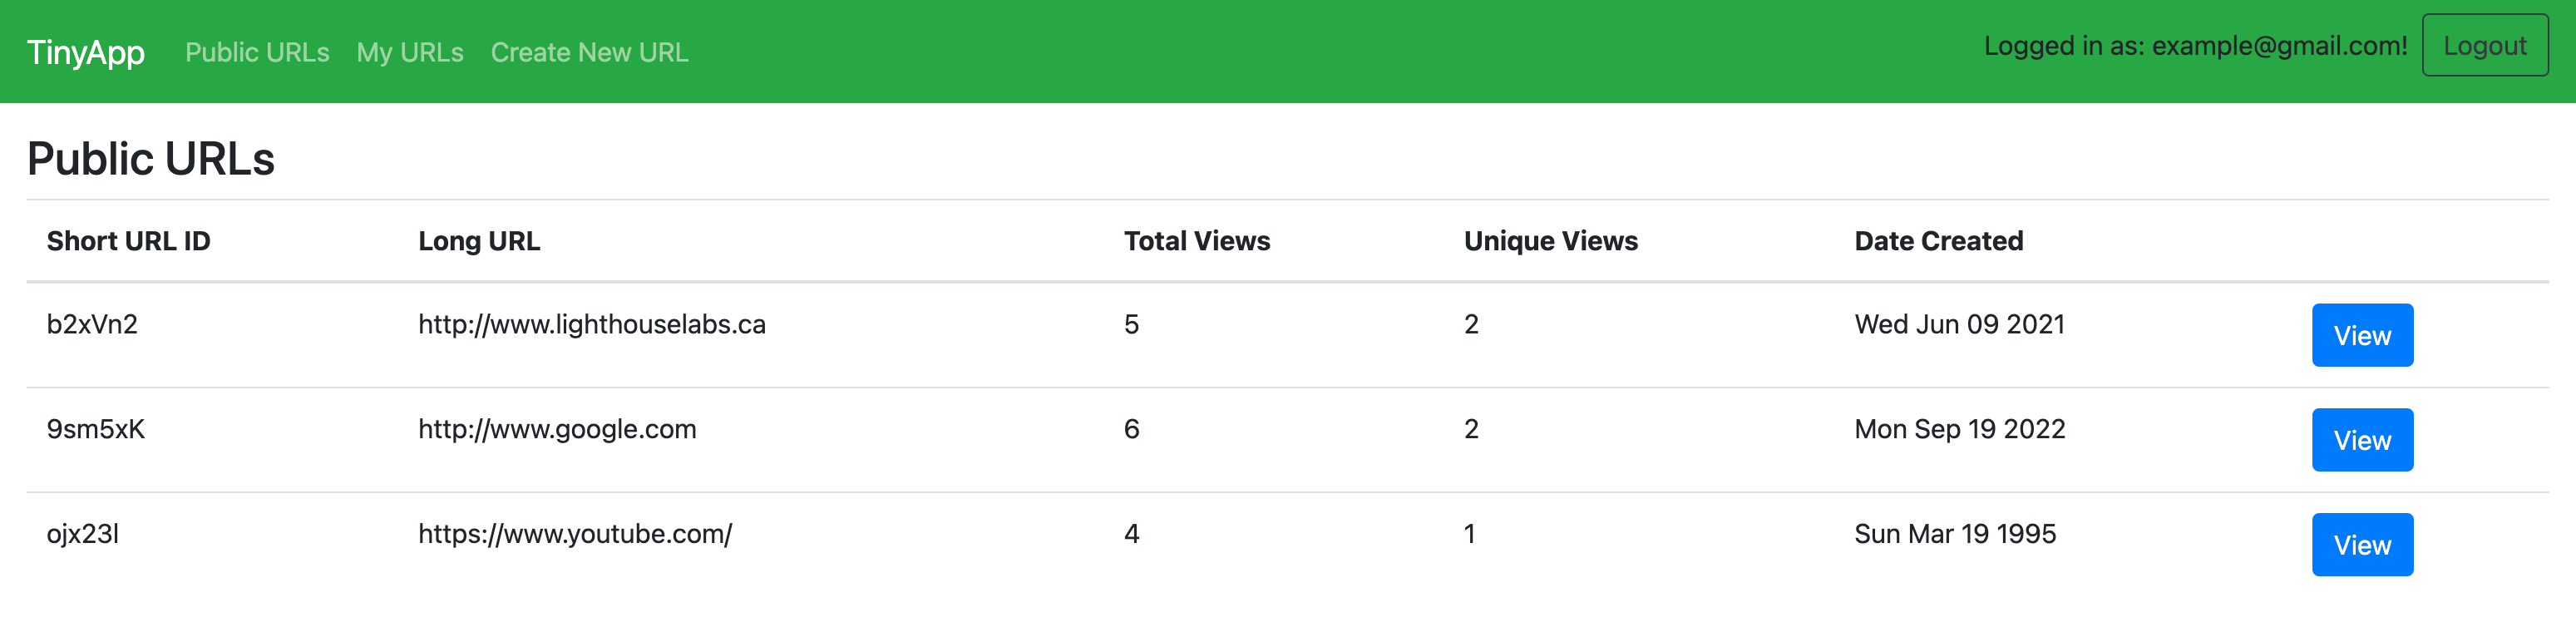 TinyApp Public URLs My URLs Create New URL Logged in as: example@gmail.com! Logout
Public URLs
Short URL ID Long URL Total Views Unique Views Date Created
b2xVn2 http://www.lighthouselabs.ca 5 2 Wed Jun 09 2021 View
9sm5xK http://www.google.com 6 2 Mon Sep 19 2022 View
ojx23l https://www.youtube.com/ 4 1 Sun Mar 19 1995 View